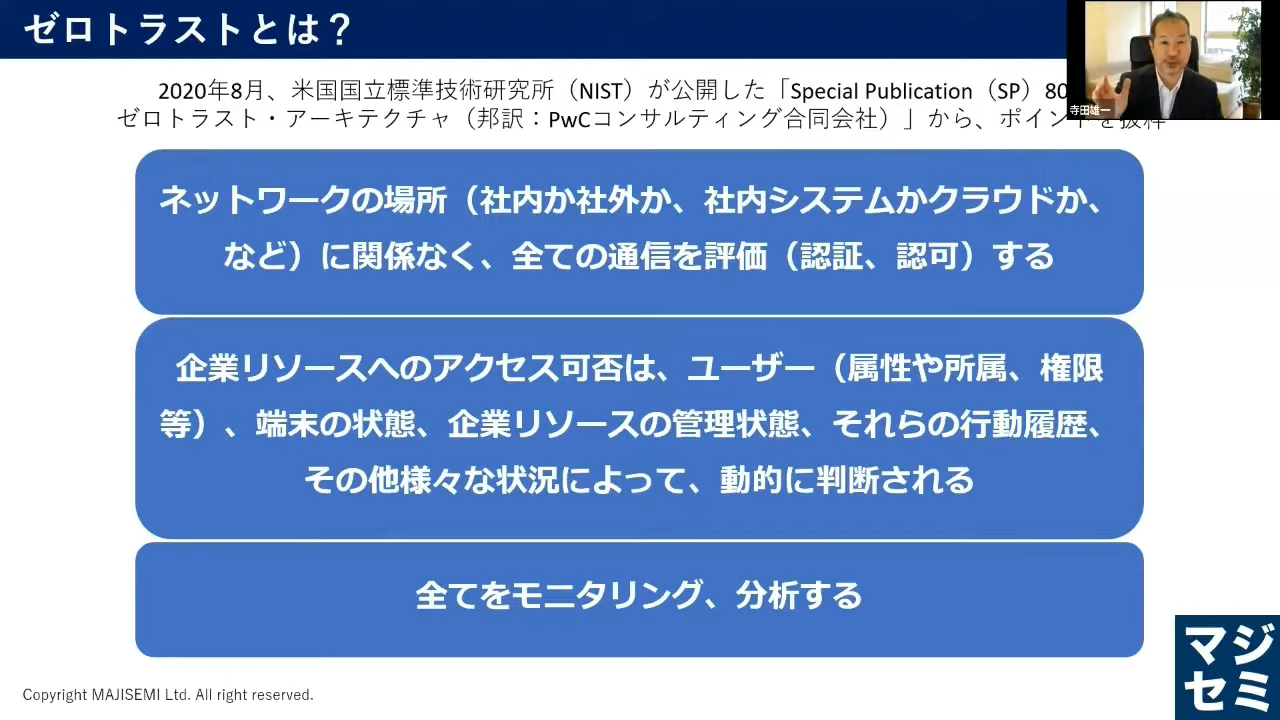 ゼロトラストとは？
2020年8月、米国国立標準技術研究所（NIST）が公開した「Special Publication（SP）80
ゼロトラスト・アーキテクチャ（邦訳：PwCコンサルティング合同会社）」から、ポイントを抜粋
寺田雄一
ネットワークの場所（社内か社外か、社内システムかクラウドか、
など）に関係なく、全ての通信を評価（認証、認可）する
企業リソースへのアクセス可否は、ユーザー（属性や所属、権限
等）、端末の状態、企業リソースの管理状態、それらの行動履歴、
その他様々な状況によって、動的に判断される
全てをモニタリング、分析する
マジ
セミ
Copyright MAJISEMI Ltd. All right reserved.